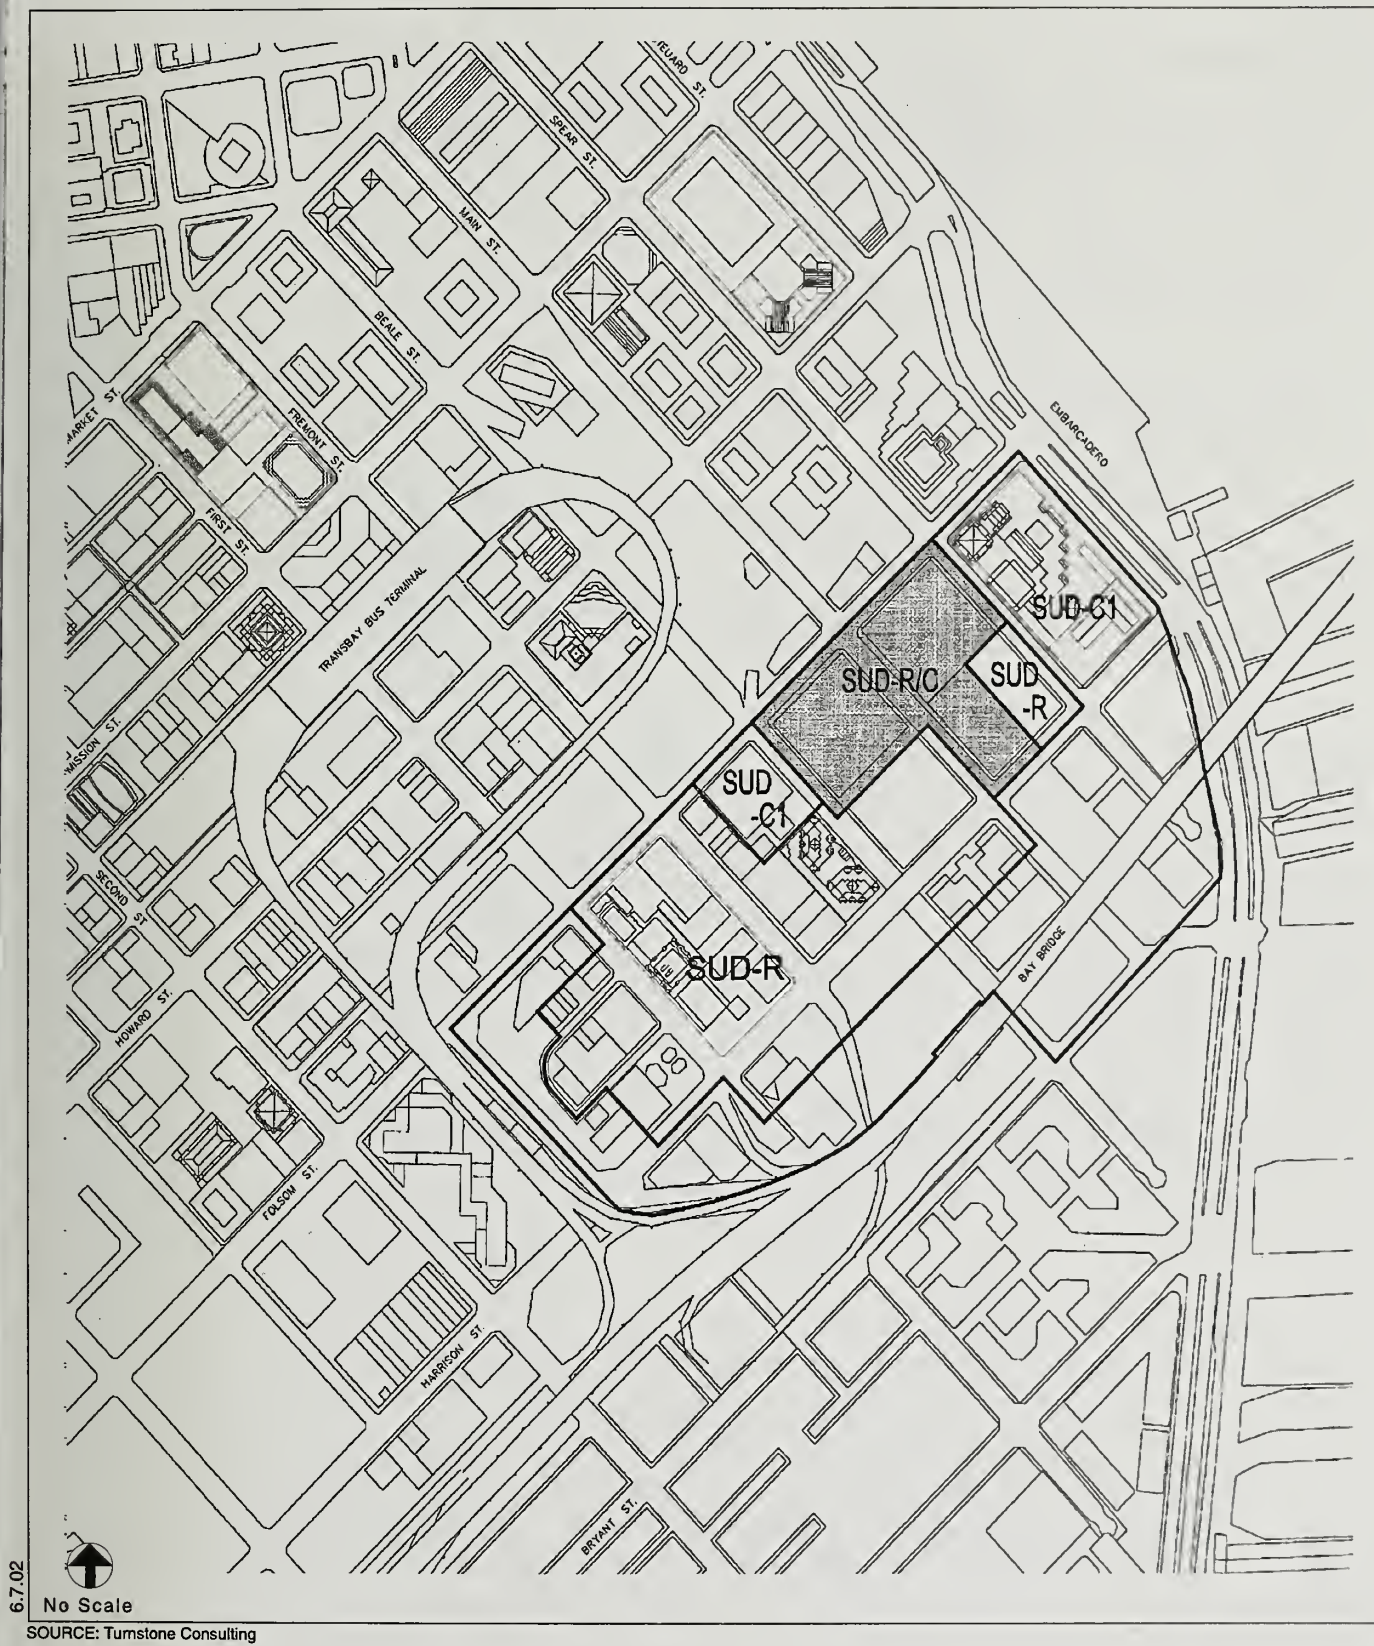 SPEAR ST.
MAIN ST.
BEALE ST.
FREMONT ST.
MARKET ST.
FIRST ST.
EMBARCADERO
TRANSBAY BUS TERMINAL
SUD-C1
SUD-R/C
SUD
-R
SUD
-C1
SECOND ST
SUD-R
BAY BRIDGE
HOWARD ST.
FOLSOM ST.
HARRISON ST.
BRYANT ST.
6.7.02
No Scale
SOURCE: Turnstone Consulting